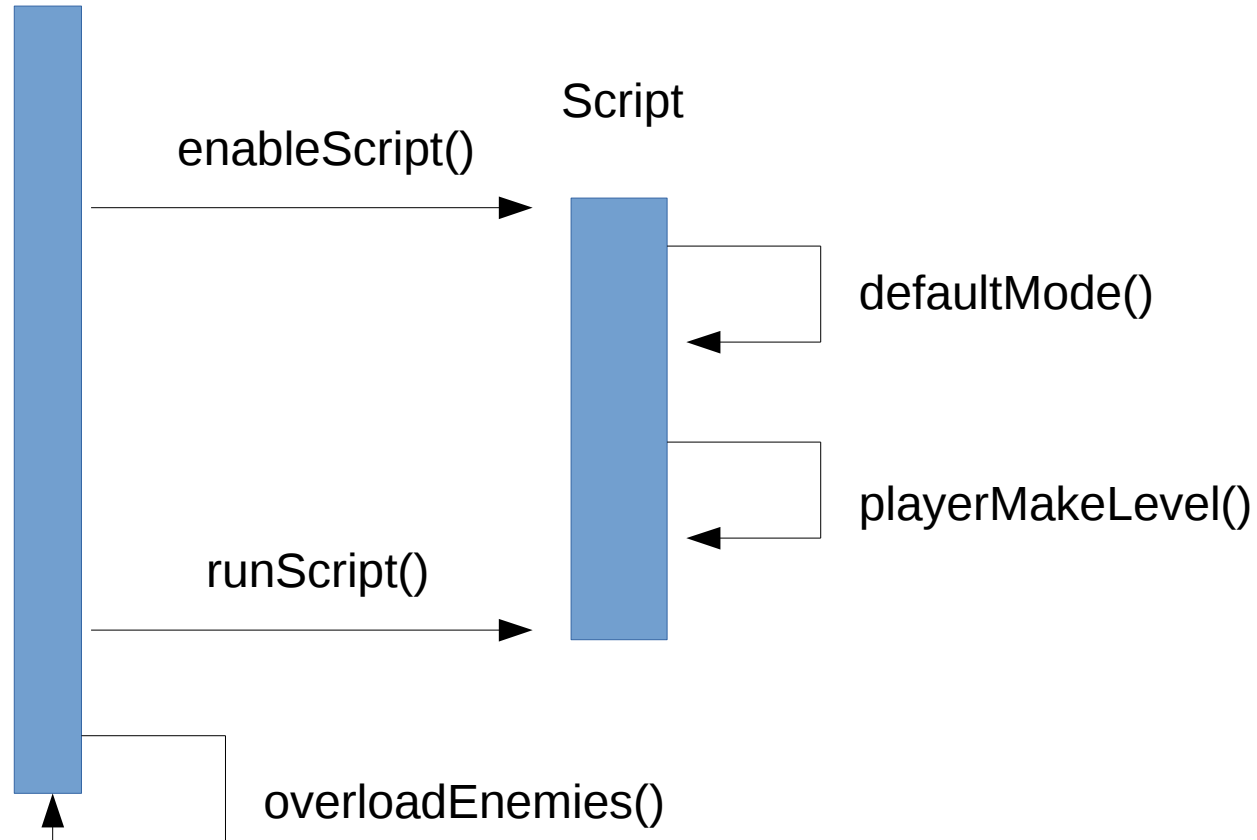 Script
enableScript()
defaultMode()
playerMakeLevel()
runScript()
overloadEnemies()